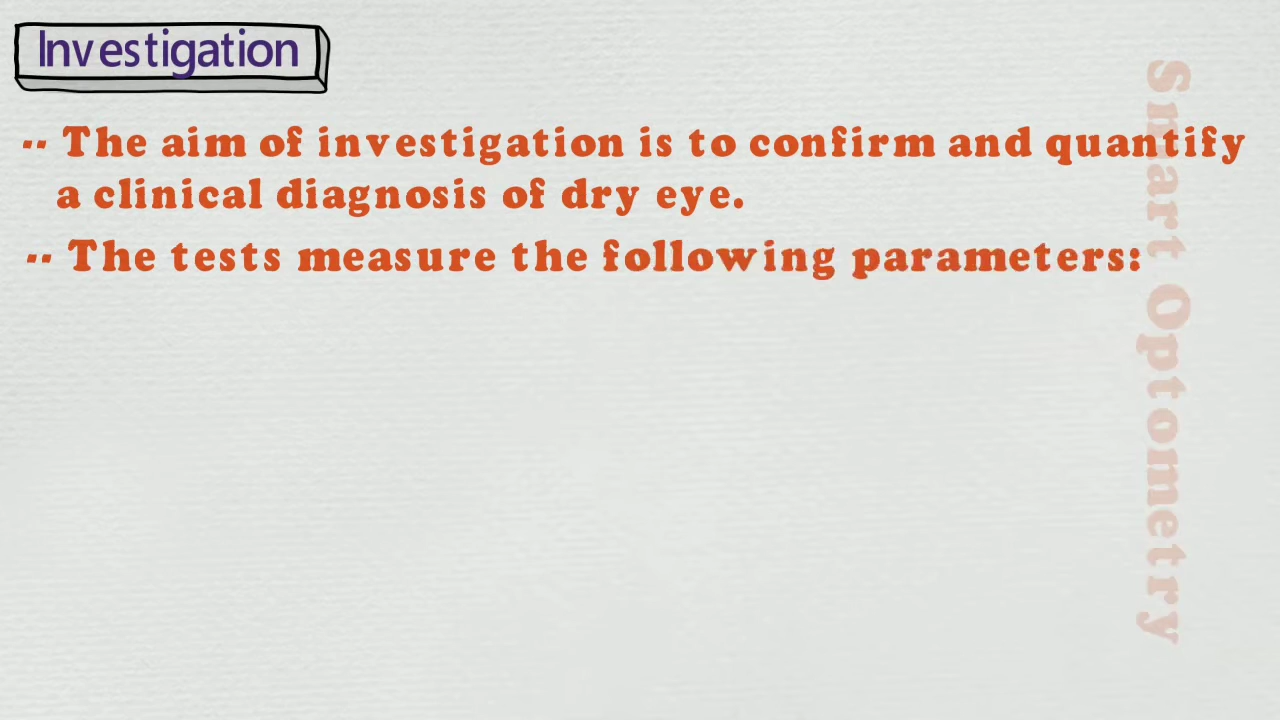 Investigation
-- The aim of investigation is to confirm and quantify
a clinical diagnosis of dry eye.
-- The tests measure the following parameters:
Smart Optometry